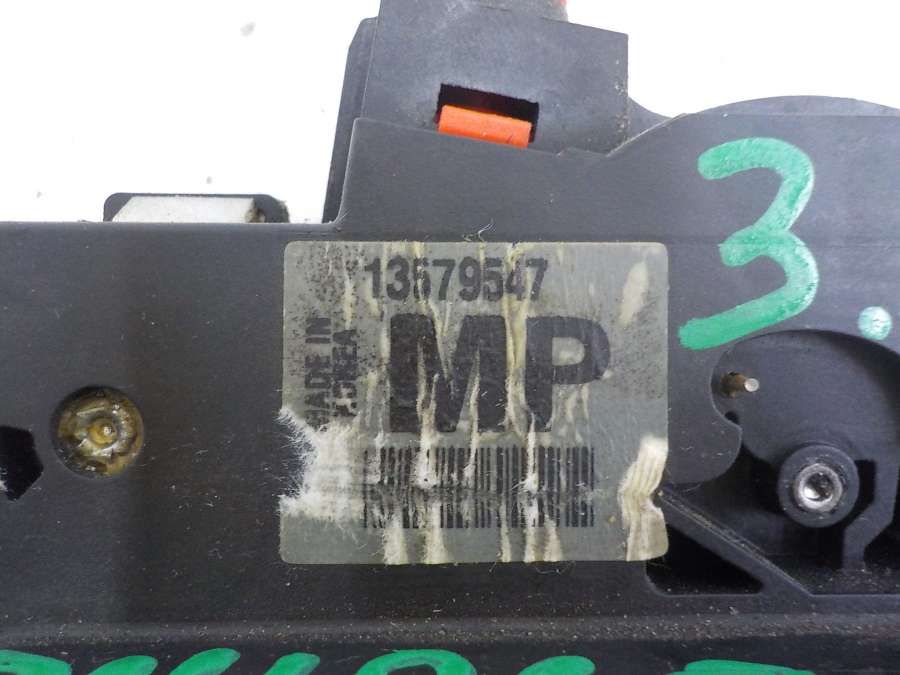 3.
13579547
MADE IN
KOREA
MP